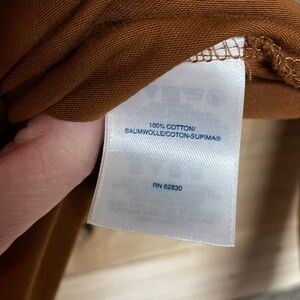 100% COTTON/
BAUMWOLLE/COTON-SUPIMA®
RN 62830